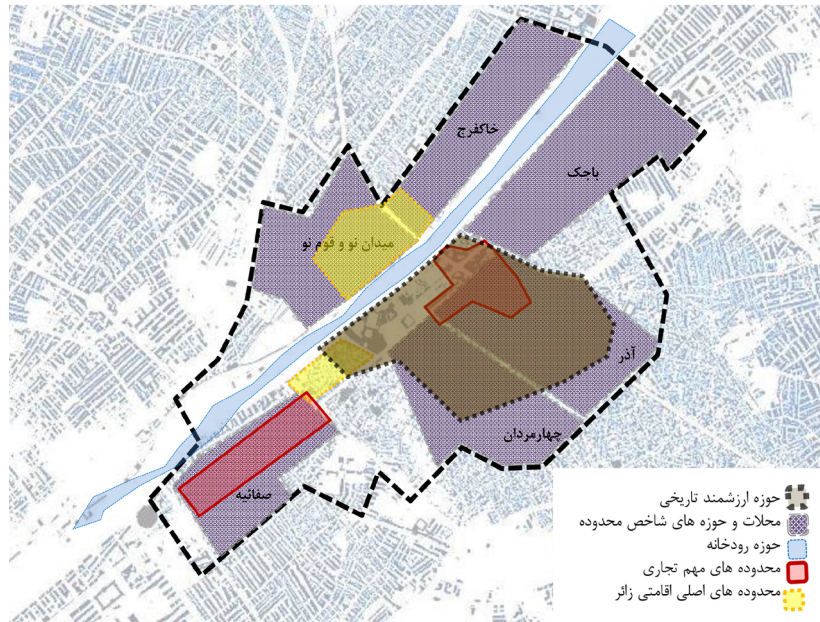 خاکفرج
باجک
میدان نو و قوم نو
آذر
چهارمردان
صفائیه
حوزه ارزشمند تاریخی
محلات و حوزه های شاخص محدوده
حوزه رودخانه
محدوده های مهم تجاری
محدوده های اصلی اقامتی زائر